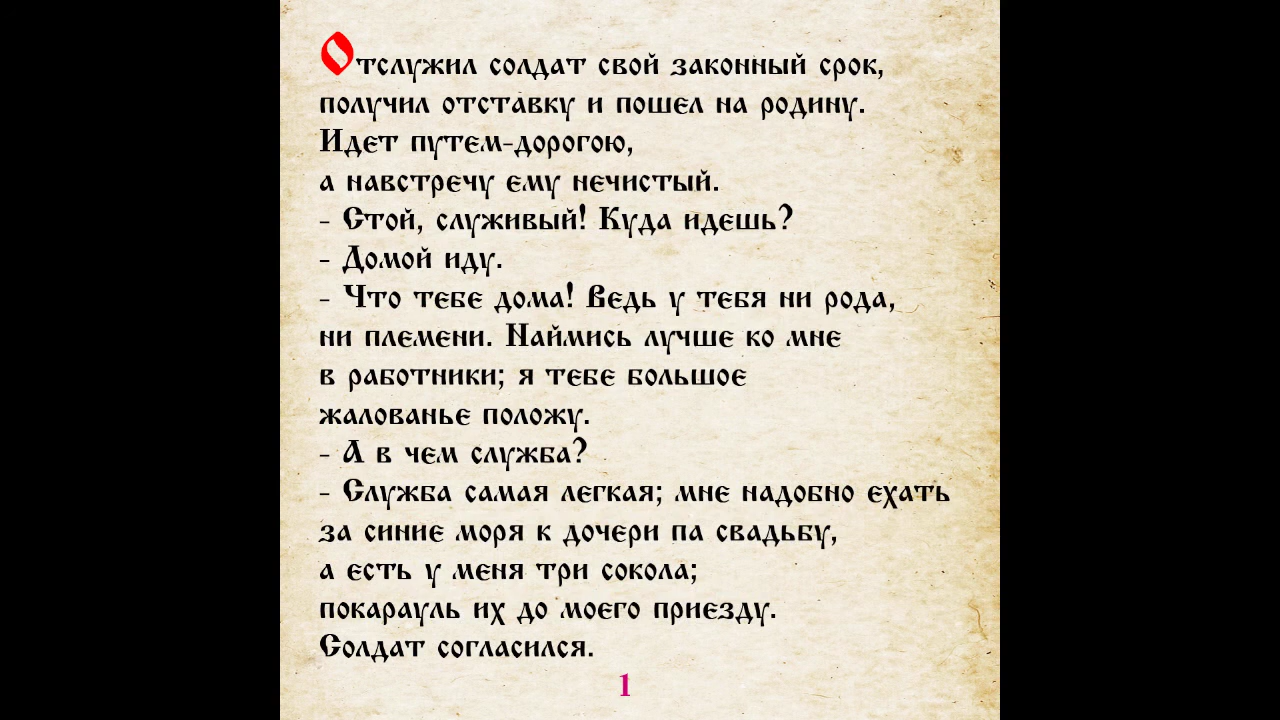 Отслужил солдат свой законный срок,
получил отставку и пошел на родину.
Идет путем-дорогою,
а навстречу ему нечистый.
- Стой, служивый! Куда идешь?
- Домой иду.
- Что тебе дома! Ведь у тебя ни рода,
ни племени. Наймись лучше ко мне
в работники; я тебе большое
жалованье положу.
- А в чем служба?
- Служба самая легкая; мне надобно ехать
за синие моря к дочери па свадьбу,
а есть у меня три сокола;
покарауль их до моего приезду.
Солдат согласился.
1